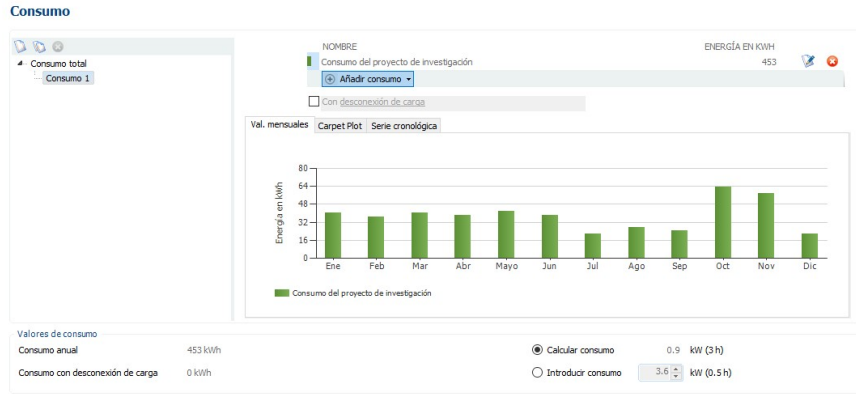 Consumo
Consumo total
Consumo 1
NOMBRE ENERGÍA EN KWH
Consumo del proyecto de investigación 453
Añadir consumo
Con desconexión de carga
Val. mensuales Carpet Plot Serie cronológica
Energía en kWh
80
64
48
32
16
0
Ene Feb Mar Abr Mayo Jun Jul Ago Sep Oct Nov Dic
Consumo del proyecto de investigación
Valores de consumo
Consumo anual 453 kWh Calcular consumo 0.9 kW (3 h)
Consumo con desconexión de carga 0 kWh Introducir consumo 3.6 kW (0.5 h)